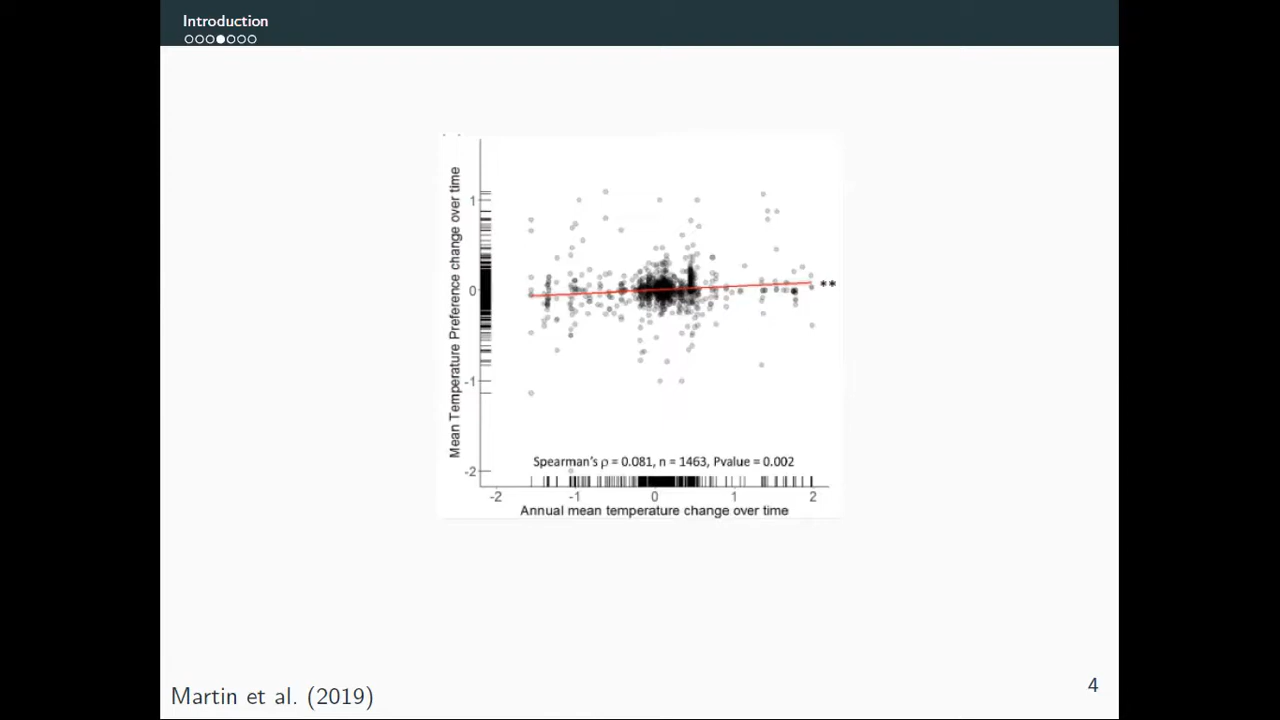 Introduction
Mean Temperature Preference change over time
1
0
-1
-2
**
Spearman's ρ = 0.081, n = 1463, Pvalue = 0.002
-2 -1 0 1 2
Annual mean temperature change over time
Martin et al. (2019)
4